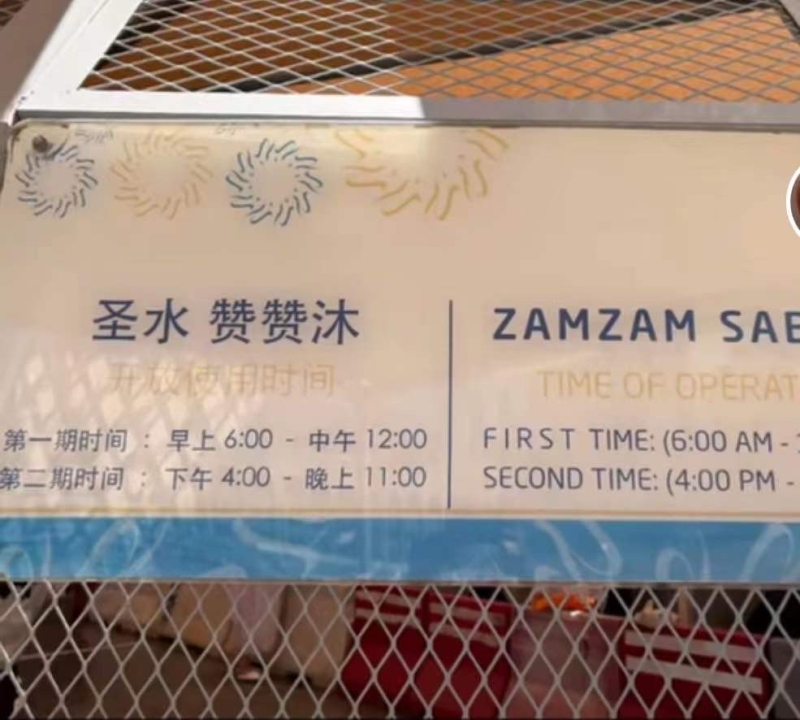 圣水 赞赞沐
开放使用时间
第一期时间 : 早上 6:00 - 中午 12:00
第二期时间 : 下午 4:00 - 晚上 11:00
ZAMZAM
TIME OF
FIRST TIME: (6:00 AM -
SECOND TIME: (4:00 PM -